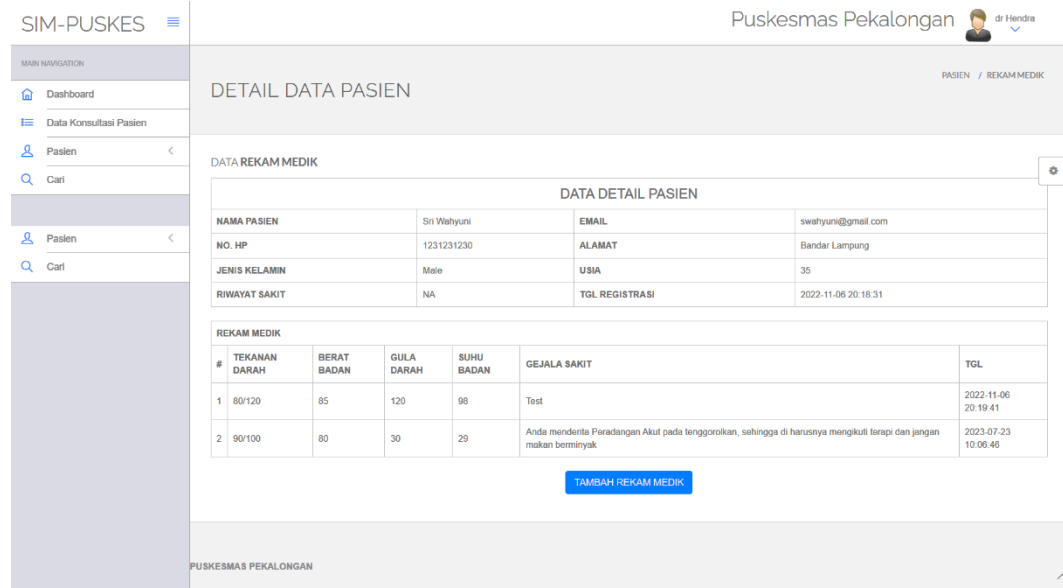 SIM-PUSKES
Puskesmas Pekalongan
dr Hendra
MAIN NAVIGATION
Dashboard
Data Konsultasi Pasien
Pasien
Cari
Pasien
Cari
DETAIL DATA PASIEN
PASIEN / REKAM MEDIK
DATA REKAM MEDIK
DATA DETAIL PASIEN
NAMA PASIEN Sri Wahyuni EMAIL swahyuni@gmail.com
NO. HP 1231231230 ALAMAT Bandar Lampung
JENIS KELAMIN Male USIA 35
RIWAYAT SAKIT NA TGL REGISTRASI 2022-11-06 20:18:31
REKAM MEDIK
# TEKANAN DARAH BERAT BADAN GULA DARAH SUHU BADAN GEJALA SAKIT TGL
1 80/120 85 120 98 Test 2022-11-06 20:19:41
2 90/100 80 30 29 Anda menderita Peradangan Akut pada tenggorolkan, sehingga di harusnya mengikuti terapi dan jangan makan berminyak 2023-07-23 10:06:46
TAMBAH REKAM MEDIK
PUSKESMAS PEKALONGAN